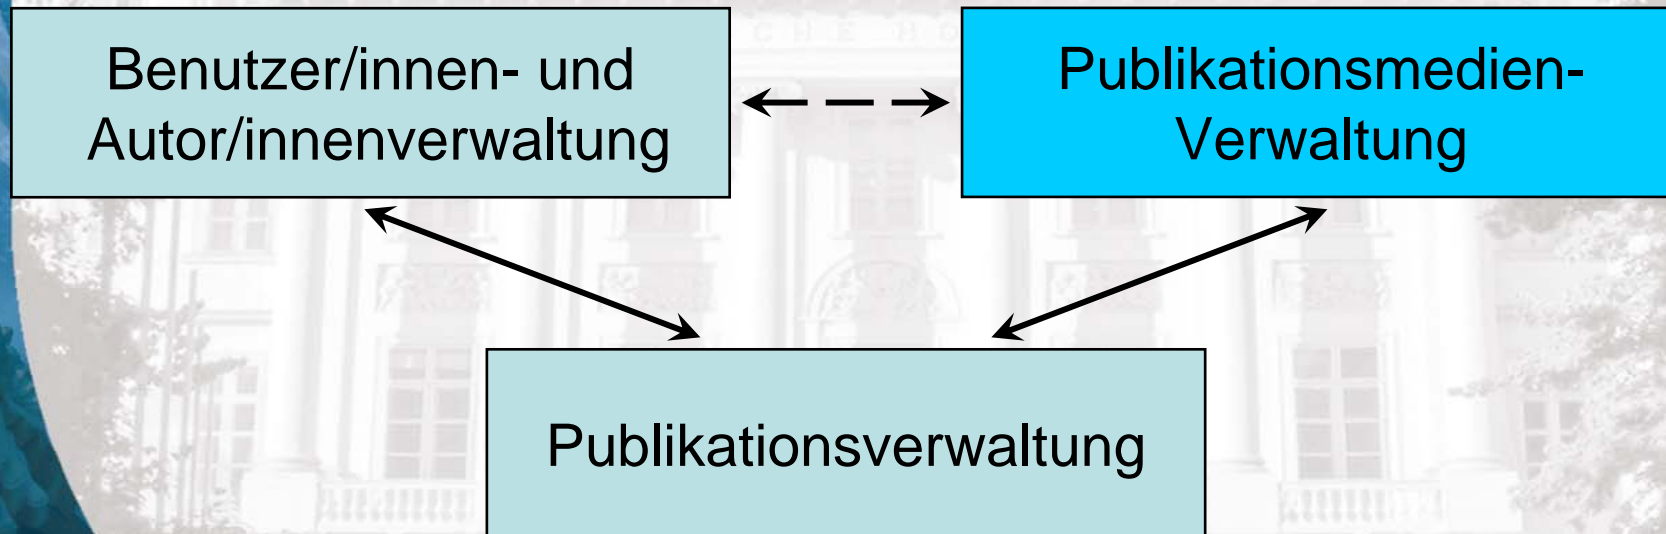 Benutzer/innen- und
Autor/innenverwaltung
Publikationsmedien-
Verwaltung
Publikationsverwaltung